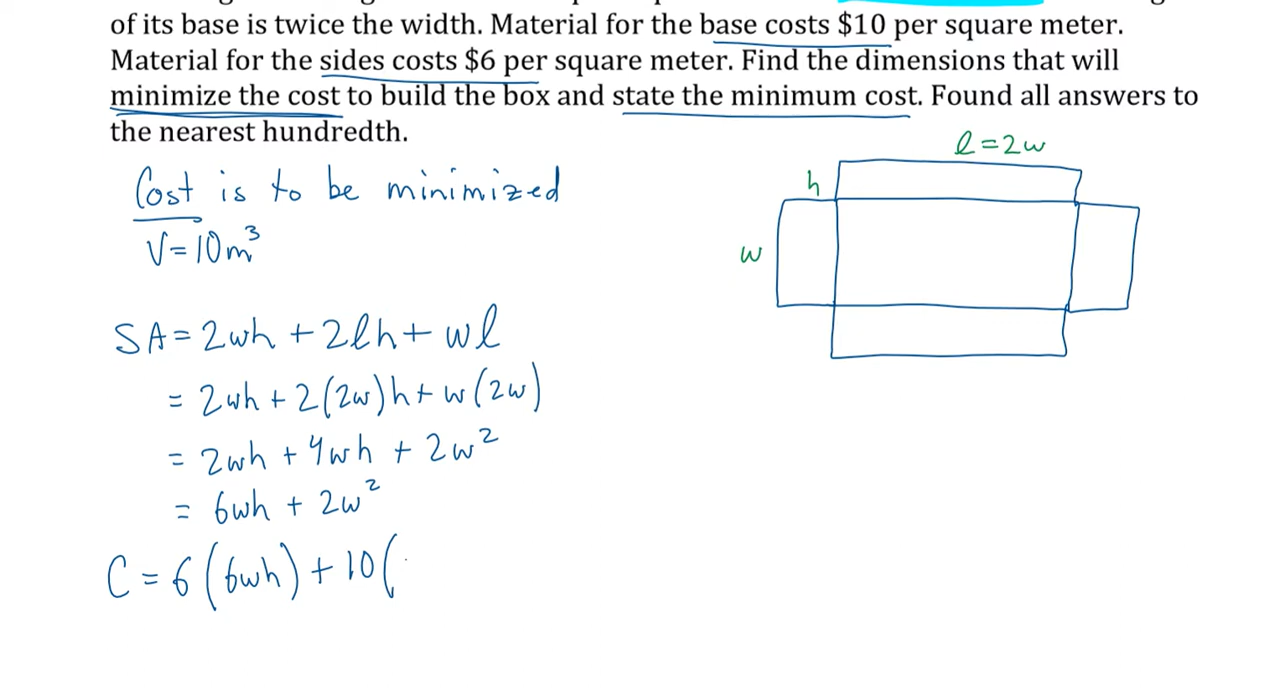 of its base is twice the width. Material for the base costs $10 per square meter.
Material for the sides costs $6 per square meter. Find the dimensions that will
minimize the cost to build the box and state the minimum cost. Found all answers to
the nearest hundredth.
l = 2w
Cost is to be minimized
h
V = 10m³
w
SA = 2wh + 2lh + wl
= 2wh + 2(2w)h + w(2w)
= 2wh + 4wh + 2w²
= 6wh + 2w²
C = 6(6wh) + 10(